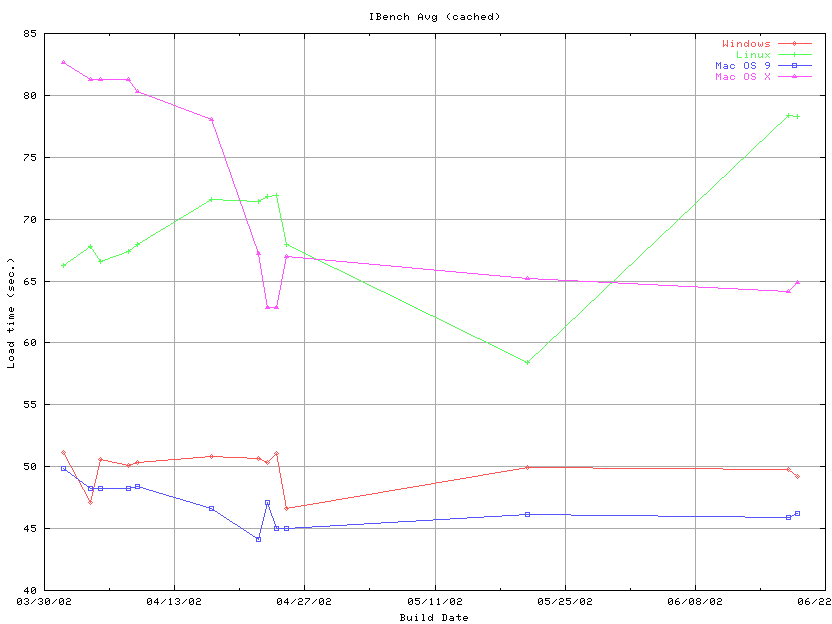 IBench Avg (cached)
85
Windows
Linux
Mac OS 9
Mac OS X
80
75
70
65
Load time (sec.)
60
55
50
45
40
03/30/02 04/13/02 04/27/02 05/11/02 05/25/02 06/08/02 06/22
Build Date